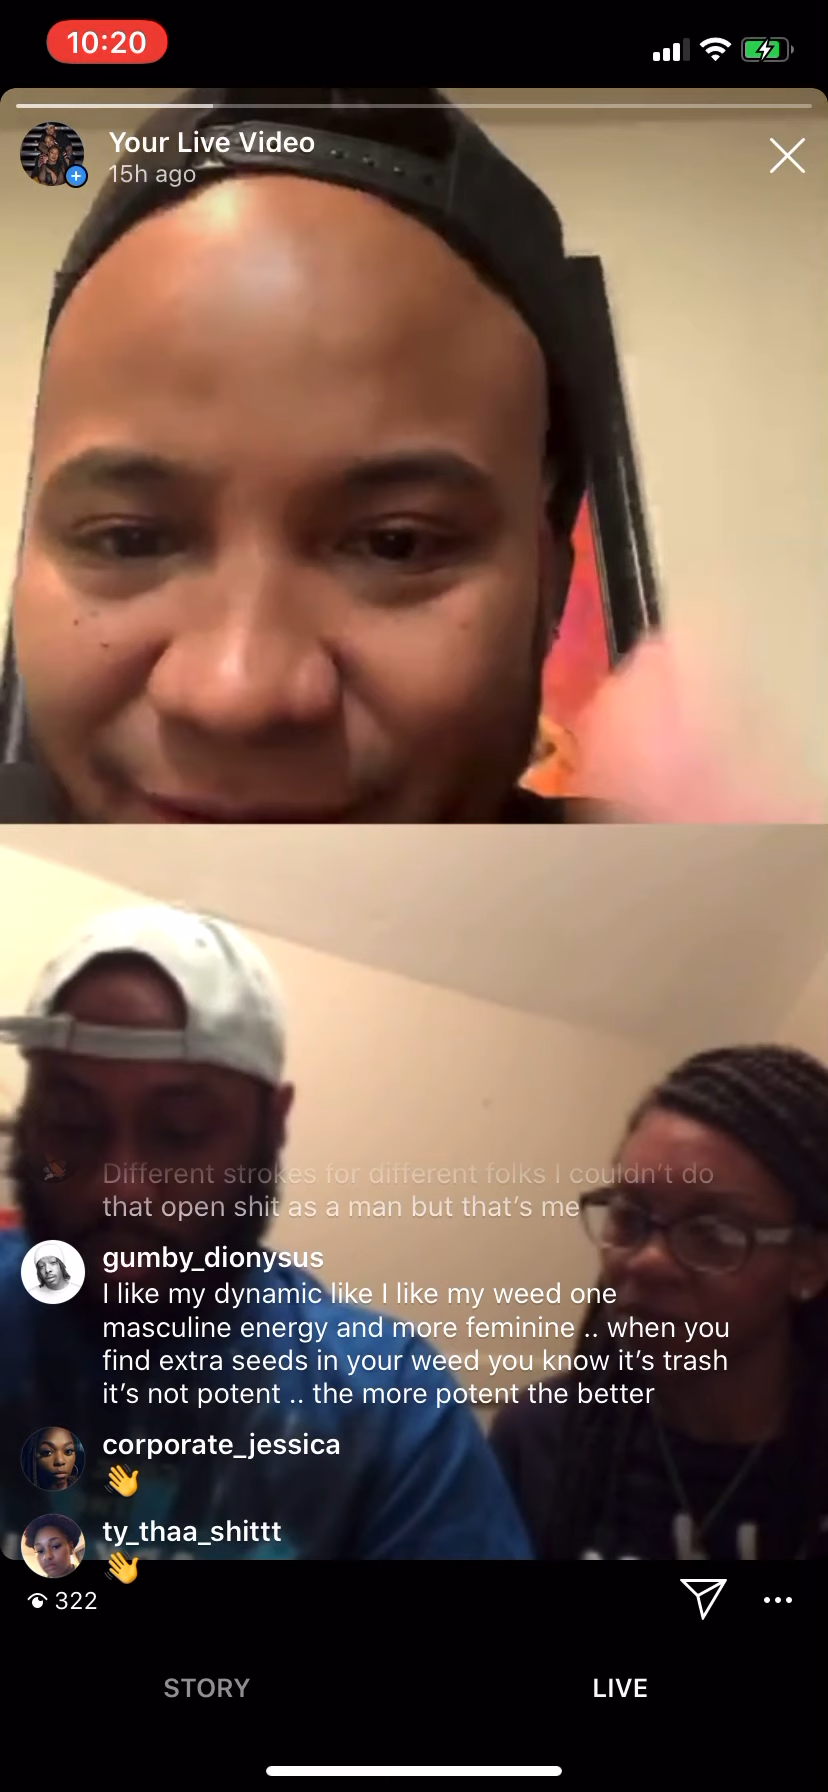 10:20
Your Live Video
15h ago
Different strokes for different folks I couldn't do
that open shit as a man but that's me
gumby_dionysus
I like my dynamic like I like my weed one
masculine energy and more feminine .. when you
find extra seeds in your weed you know it's trash
it's not potent .. the more potent the better
corporate_jessica
👋
ty_thaa_shittt
👋
322
STORY
LIVE